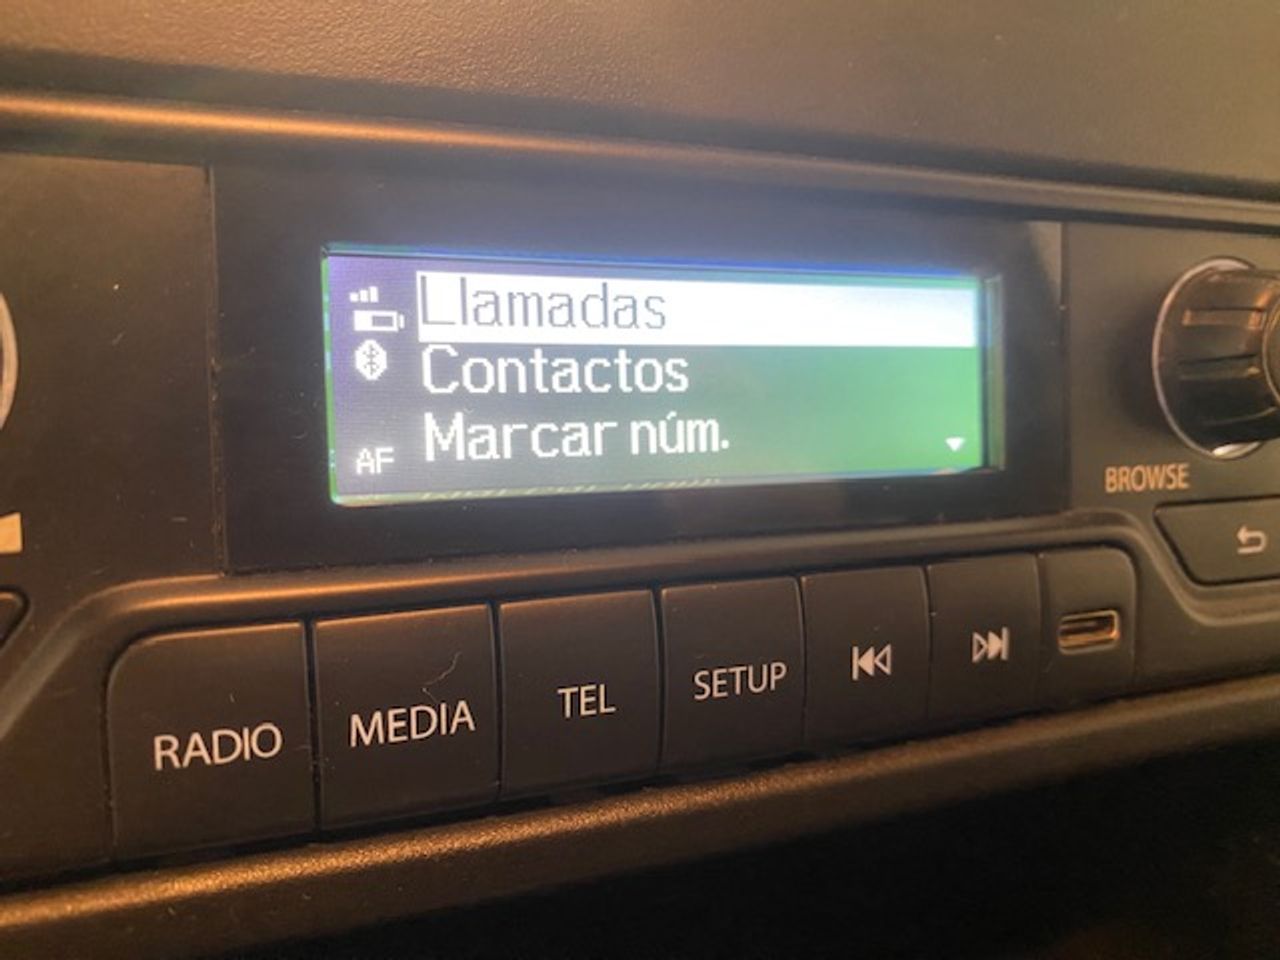 Llamadas
Contactos
Marcar núm.
AF
BROWSE
RADIO
MEDIA
TEL
SETUP